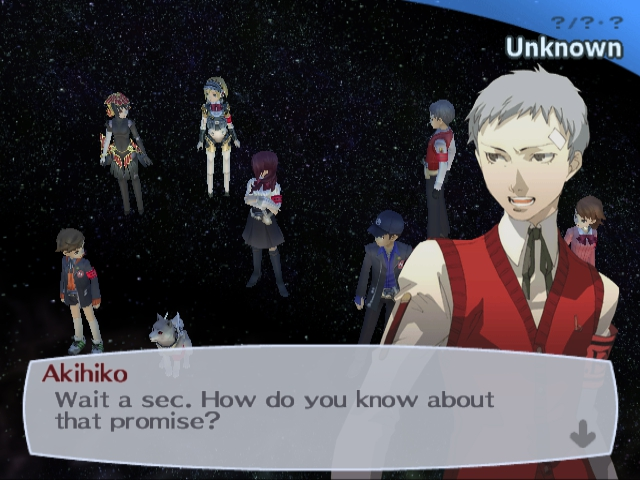 ?/?・?
Unknown
Akihiko
Wait a sec. How do you know about
that promise?